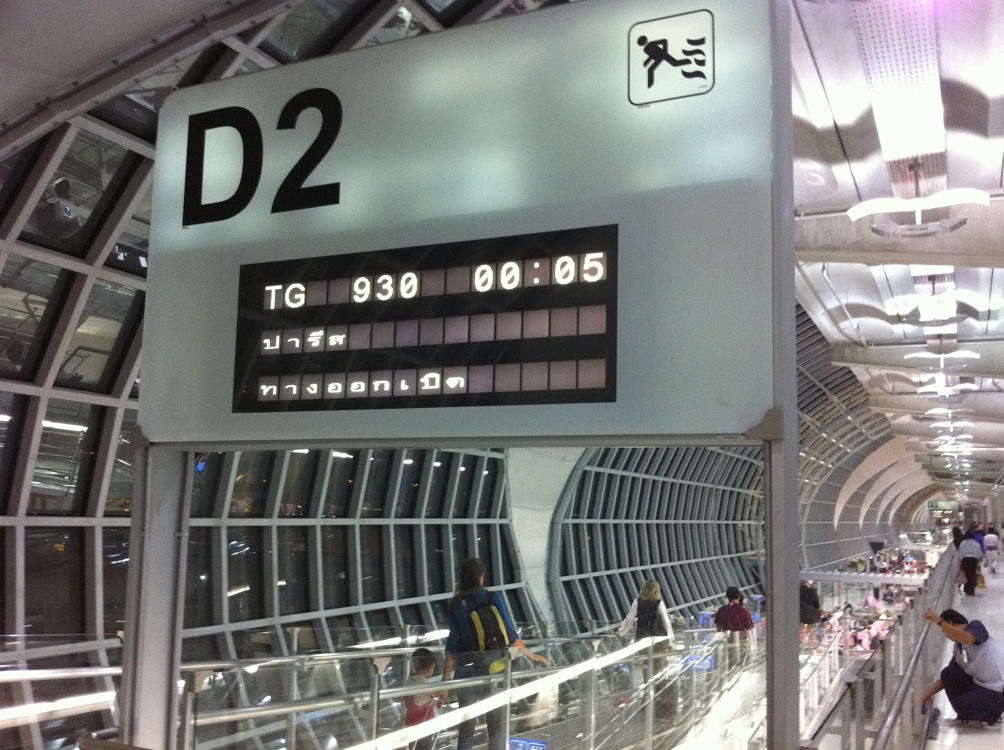 D2
TG 930 00:05
ปารีส
ทางออกเปิด